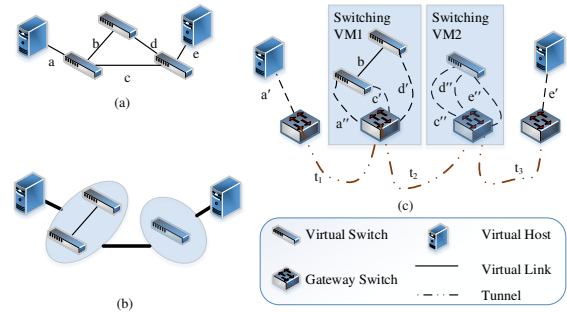 a
b
d
e
c
(a)
(b)
Switching
VM1
Switching
VM2
b
a′
a′′
c′
d′
d′′
e′′
c′′
e′
t1
t2
t3
(c)
Virtual Switch
Virtual Host
Gateway Switch
Virtual Link
Tunnel